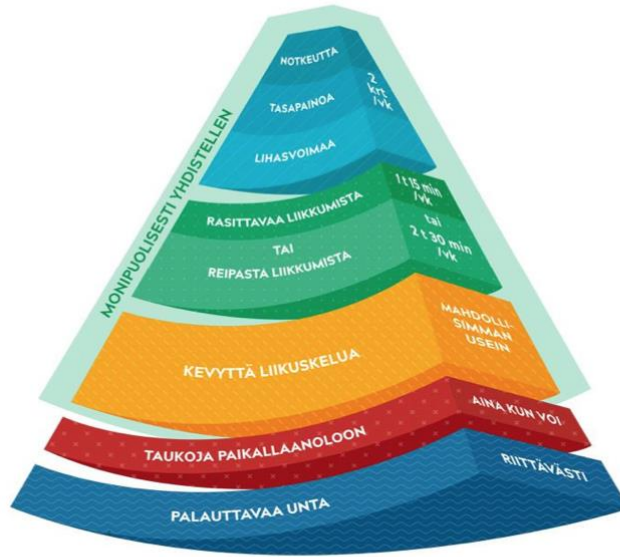 MONIPUOLISESTI YHDISTELLEN
NOTKEUTTA
TASAPAINOA
LIHASVOIMAA
2
krt
/vk
RASITTAVAA LIIKKUMISTA
1 t 15 min
/vk
TAI
tai
REIPASTA LIIKKUMISTA
2 t 30 min
/vk
KEVYTTÄ LIIKUSKELUA
MAHDOLLI-
SIMMAN
USEIN
TAUKOJA PAIKALLAANOLOON
AINA KUN VOI
PALAUTTAVAA UNTA
RIITTÄVÄSTI